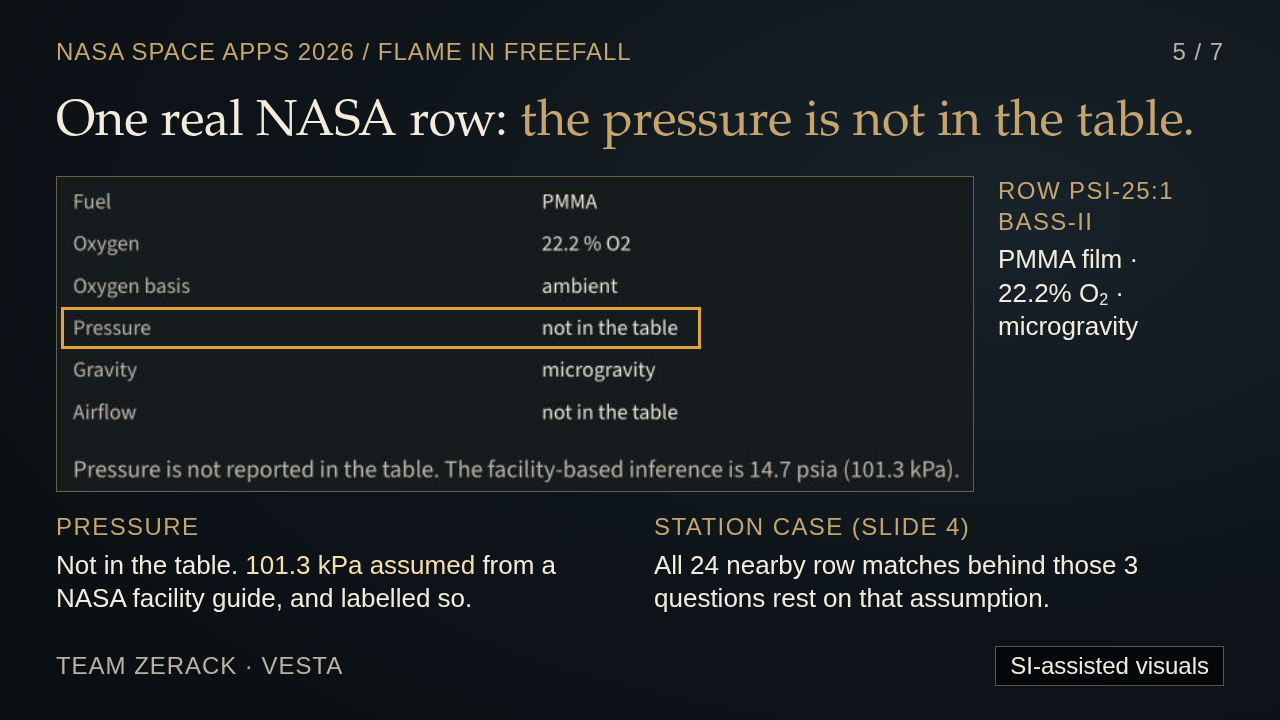 NASA SPACE APPS 2026 / FLAME IN FREEFALL
5 / 7
One real NASA row: the pressure is not in the table.
Fuel PMMA
Oxygen 22.2 % O2
Oxygen basis ambient
Pressure not in the table
Gravity microgravity
Airflow not in the table
Pressure is not reported in the table. The facility-based inference is 14.7 psia (101.3 kPa).
ROW PSI-25:1
BASS-II
PMMA film ·
22.2% O₂ ·
microgravity
PRESSURE
Not in the table. 101.3 kPa assumed from a
NASA facility guide, and labelled so.
STATION CASE (SLIDE 4)
All 24 nearby row matches behind those 3
questions rest on that assumption.
TEAM ZERACK · VESTA
SI-assisted visuals